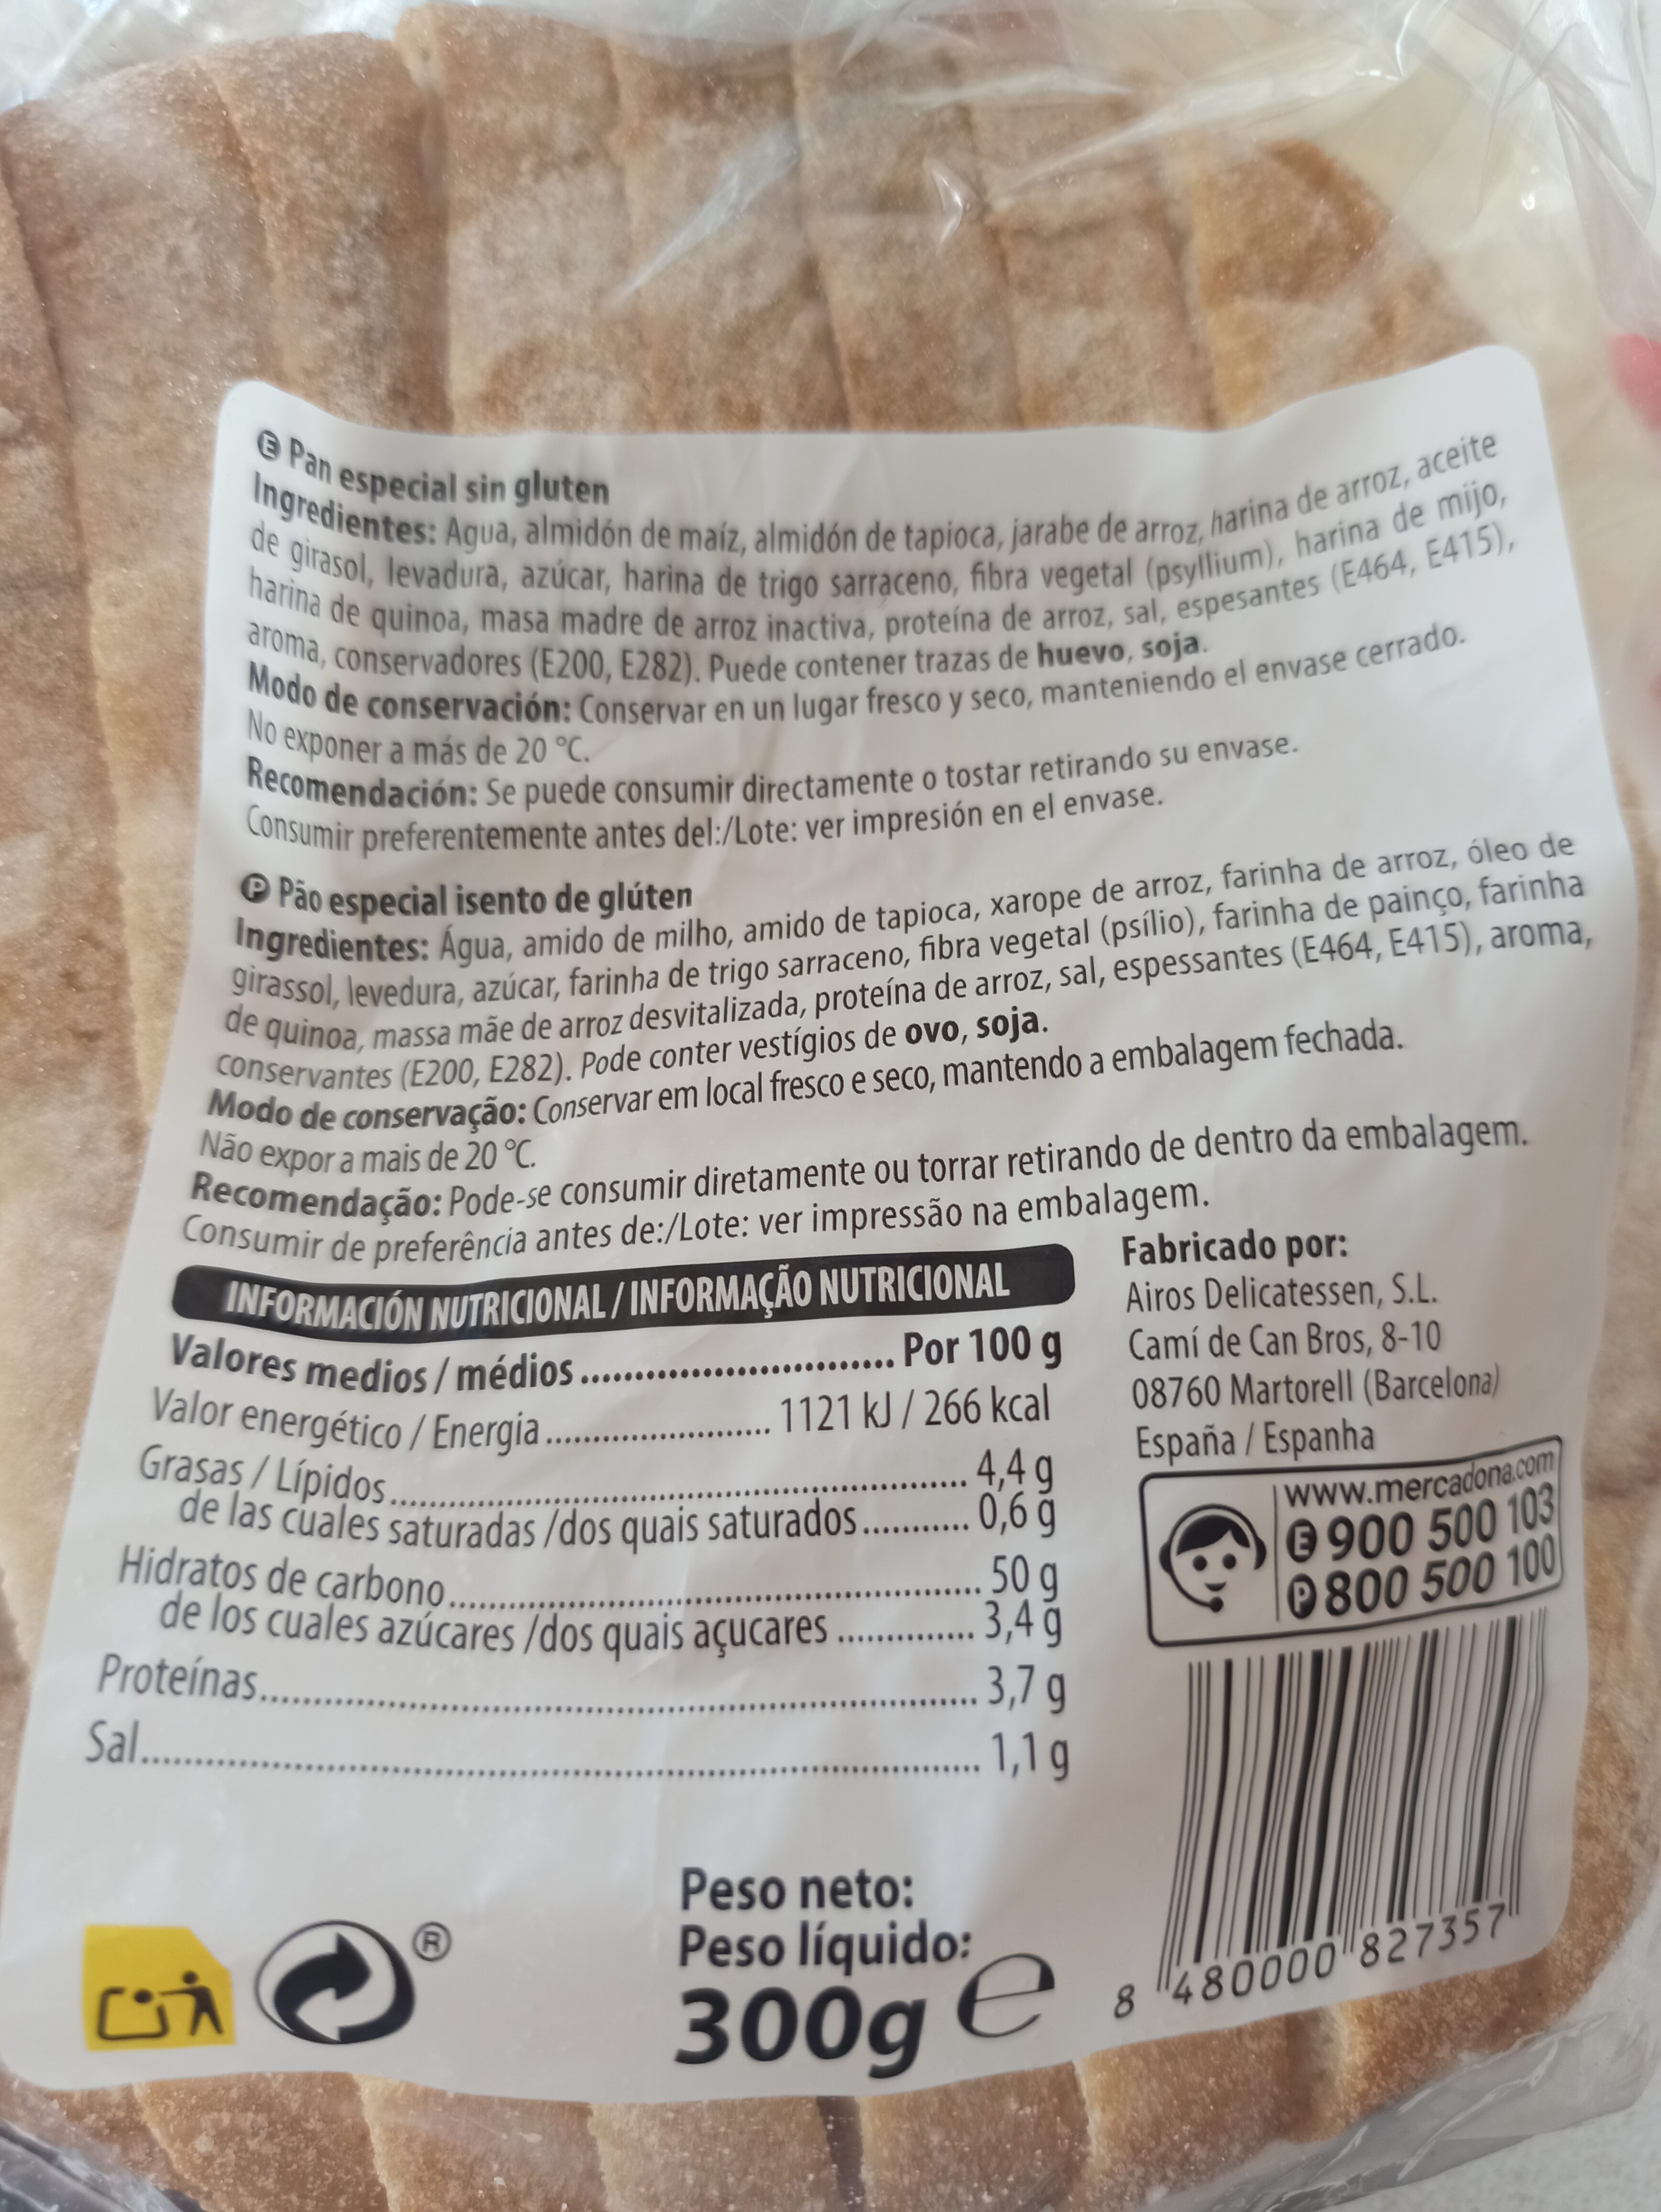 E Pan especial sin gluten
Ingredientes: Agua, almidón de maíz, almidón de tapioca, jarabe de arroz, harina de arroz, aceite
de girasol, levadura, azúcar, harina de trigo sarraceno, fibra vegetal (psyllium), harina de mijo,
harina de quinoa, masa madre de arroz inactiva, proteína de arroz, sal, espesantes (E464, E415),
aroma, conservadores (E200, E282). Puede contener trazas de huevo, soja.
Modo de conservación: Conservar en un lugar fresco y seco, manteniendo el envase cerrado.
No exponer a más de 20 °C.
Recomendación: Se puede consumir directamente o tostar retirando su envase.
Consumir preferentemente antes del:/Lote: ver impresión en el envase.
P Pão especial isento de glúten
Ingredientes: Água, amido de milho, amido de tapioca, xarope de arroz, farinha de arroz, óleo de
girassol, levedura, azúcar, farinha de trigo sarraceno, fibra vegetal (psílio), farinha de painço, farinha
de quinoa, massa mãe de arroz desvitalizada, proteína de arroz, sal, espessantes (E464, E415), aroma,
conservantes (E200, E282). Pode conter vestígios de ovo, soja.
Modo de conservação: Conservar em local fresco e seco, mantendo a embalagem fechada.
Não expor a mais de 20 °C.
Recomendação: Pode-se consumir diretamente ou torrar retirando de dentro da embalagem.
Consumir de preferência antes de:/Lote: ver impressão na embalagem.
INFORMACIÓN NUTRICIONAL / INFORMAÇÃO NUTRICIONAL
Valores medios / médios ............................ Por 100 g
Valor energético / Energia ...................... 1121 kJ / 266 kcal
Grasas / Lípidos ........................................ 4,4 g
de las cuales saturadas /dos quais saturados ........... 0,6 g
Hidratos de carbono ........................................ 50 g
de los cuales azúcares /dos quais açucares .............. 3,4 g
Proteínas ........................................ 3,7 g
Sal ........................................ 1,1 g
Fabricado por:
Airos Delicatessen, S.L.
Camí de Can Bros, 8-10
08760 Martorell (Barcelona)
España / Espanha
www.mercadona.com
E 900 500 103
P 800 500 100
Peso neto:
Peso líquido:
300g e
®
8 480000 827357